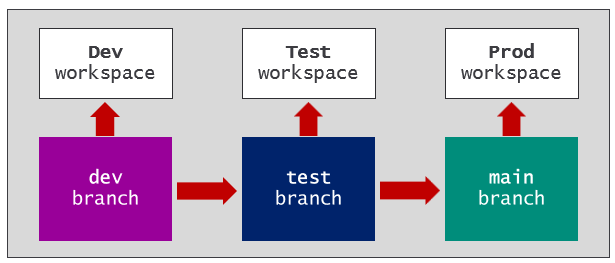 Dev
workspace
Test
workspace
Prod
workspace
dev
branch
test
branch
main
branch